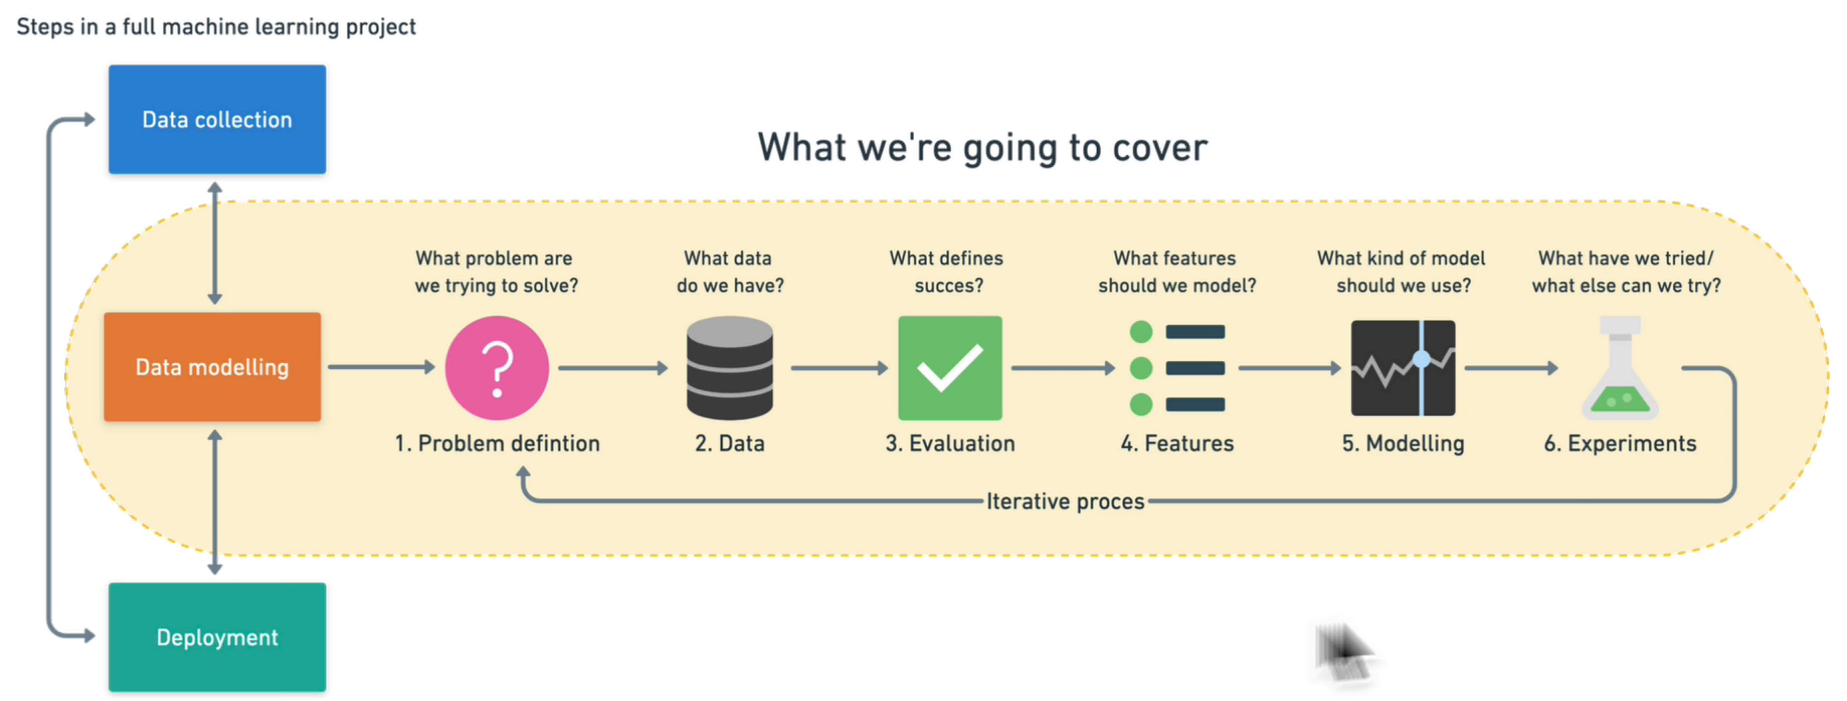 Steps in a full machine learning project
Data collection
What we're going to cover
What problem are
we trying to solve?
What data
do we have?
What defines
succes?
What features
should we model?
What kind of model
should we use?
What have we tried/
what else can we try?
Data modelling
1. Problem defintion
2. Data
3. Evaluation
4. Features
5. Modelling
6. Experiments
Iterative proces
Deployment